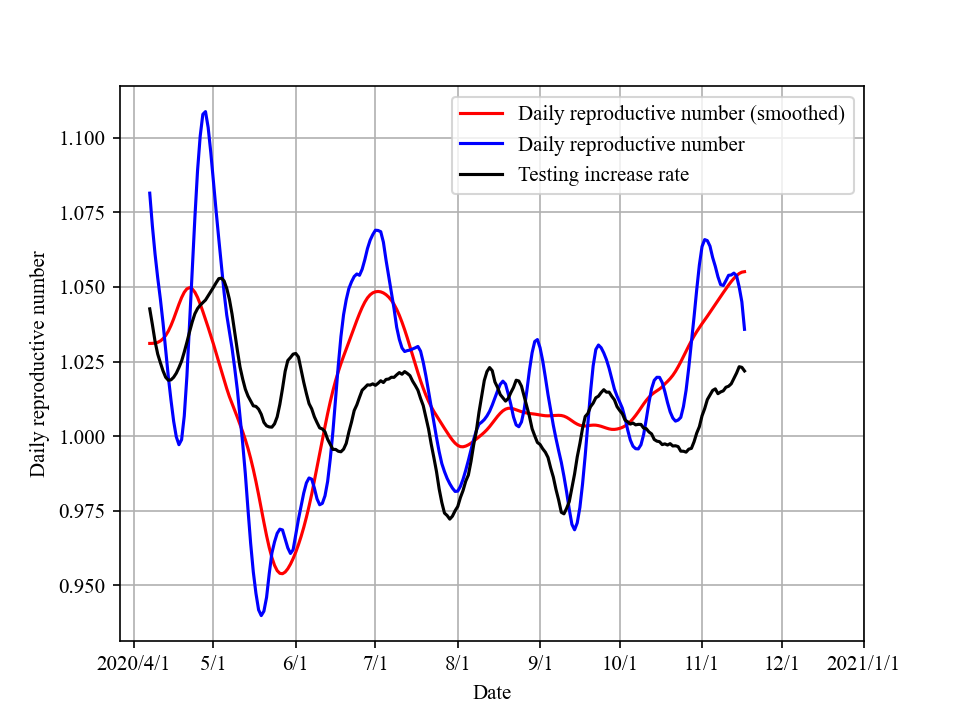 Daily reproductive number (smoothed)
Daily reproductive number
Testing increase rate
1.100
1.075
1.050
1.025
1.000
0.975
0.950
Daily reproductive number
2020/4/1 5/1 6/1 7/1 8/1 9/1 10/1 11/1 12/1 2021/1/1
Date